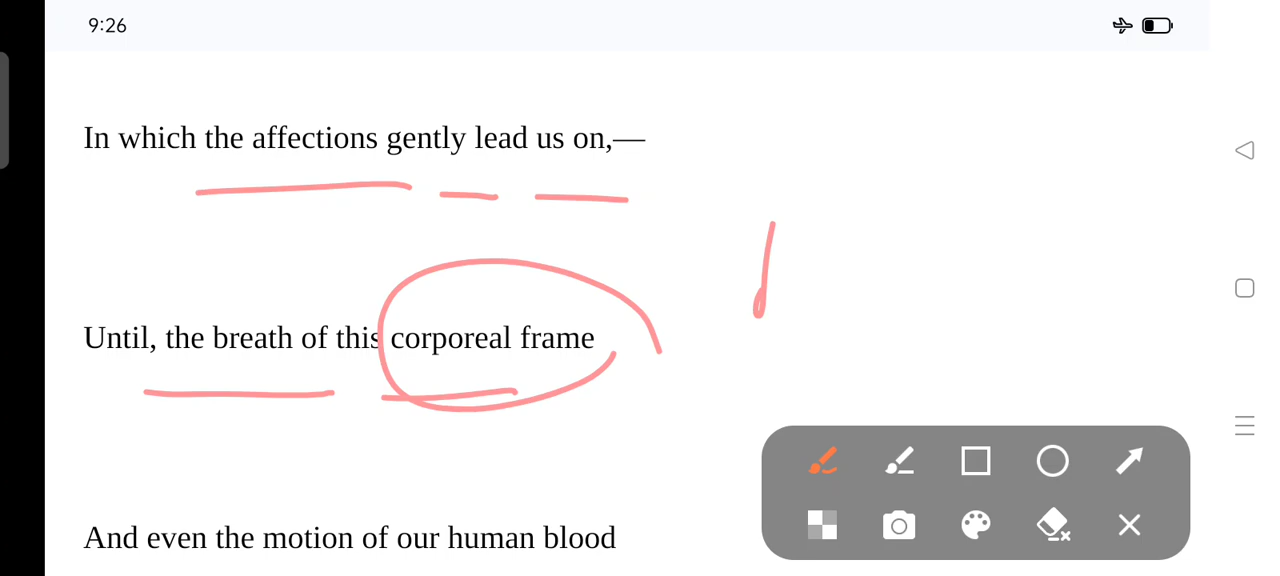 9:26
In which the affections gently lead us on,—
Until, the breath of this corporeal frame
And even the motion of our human blood